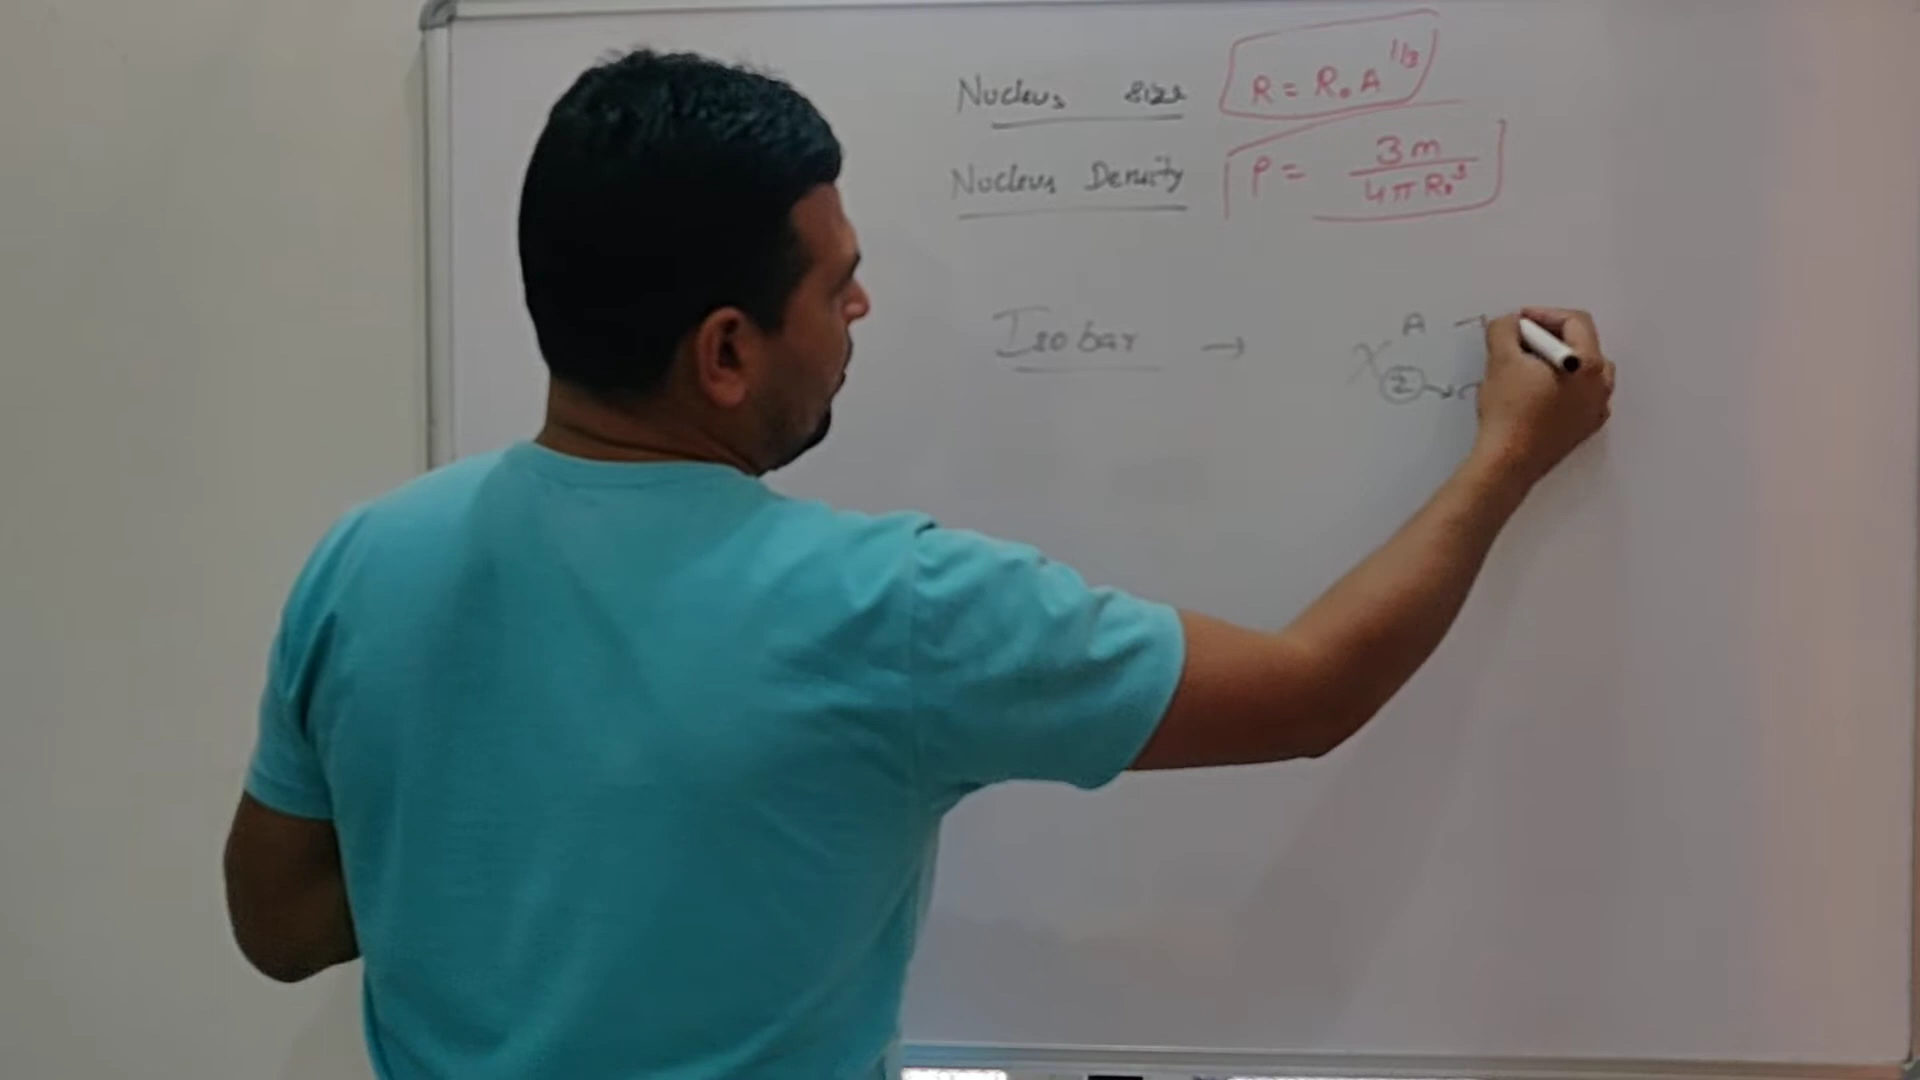 Nucleus size R = R₀ A^1/3
Nucleus Density ρ = 3m / 4πR₀³
Isobar → X A →
Z →